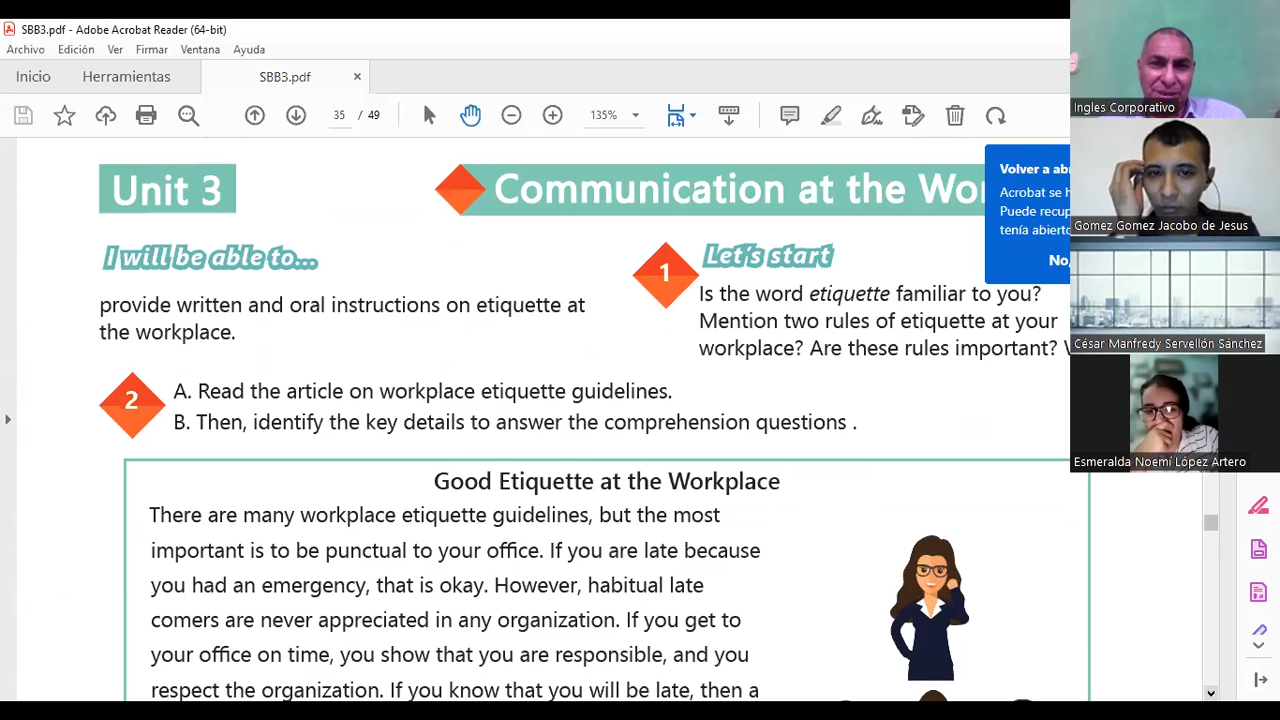 SBB3.pdf - Adobe Acrobat Reader (64-bit)
Archivo Edición Ver Firmar Ventana Ayuda
Inicio Herramientas SBB3.pdf ×
35 / 49 135%
Unit 3
Communication at the Wo
I will be able to...
provide written and oral instructions on etiquette at
the workplace.
1
Let's start
Is the word etiquette familiar to you?
Mention two rules of etiquette at your
workplace? Are these rules important?
2
A. Read the article on workplace etiquette guidelines.
B. Then, identify the key details to answer the comprehension questions .
Good Etiquette at the Workplace
There are many workplace etiquette guidelines, but the most
important is to be punctual to your office. If you are late because
you had an emergency, that is okay. However, habitual late
comers are never appreciated in any organization. If you get to
your office on time, you show that you are responsible, and you
respect the organization. If you know that you will be late, then a
Volver a ab
Acrobat se h
Puede recup
tenía abierto
No,
Ingles Corporativo
Gomez Gomez Jacobo de Jesus
César Manfredy Servellón Sánchez
Esmeralda Noemí López Artero